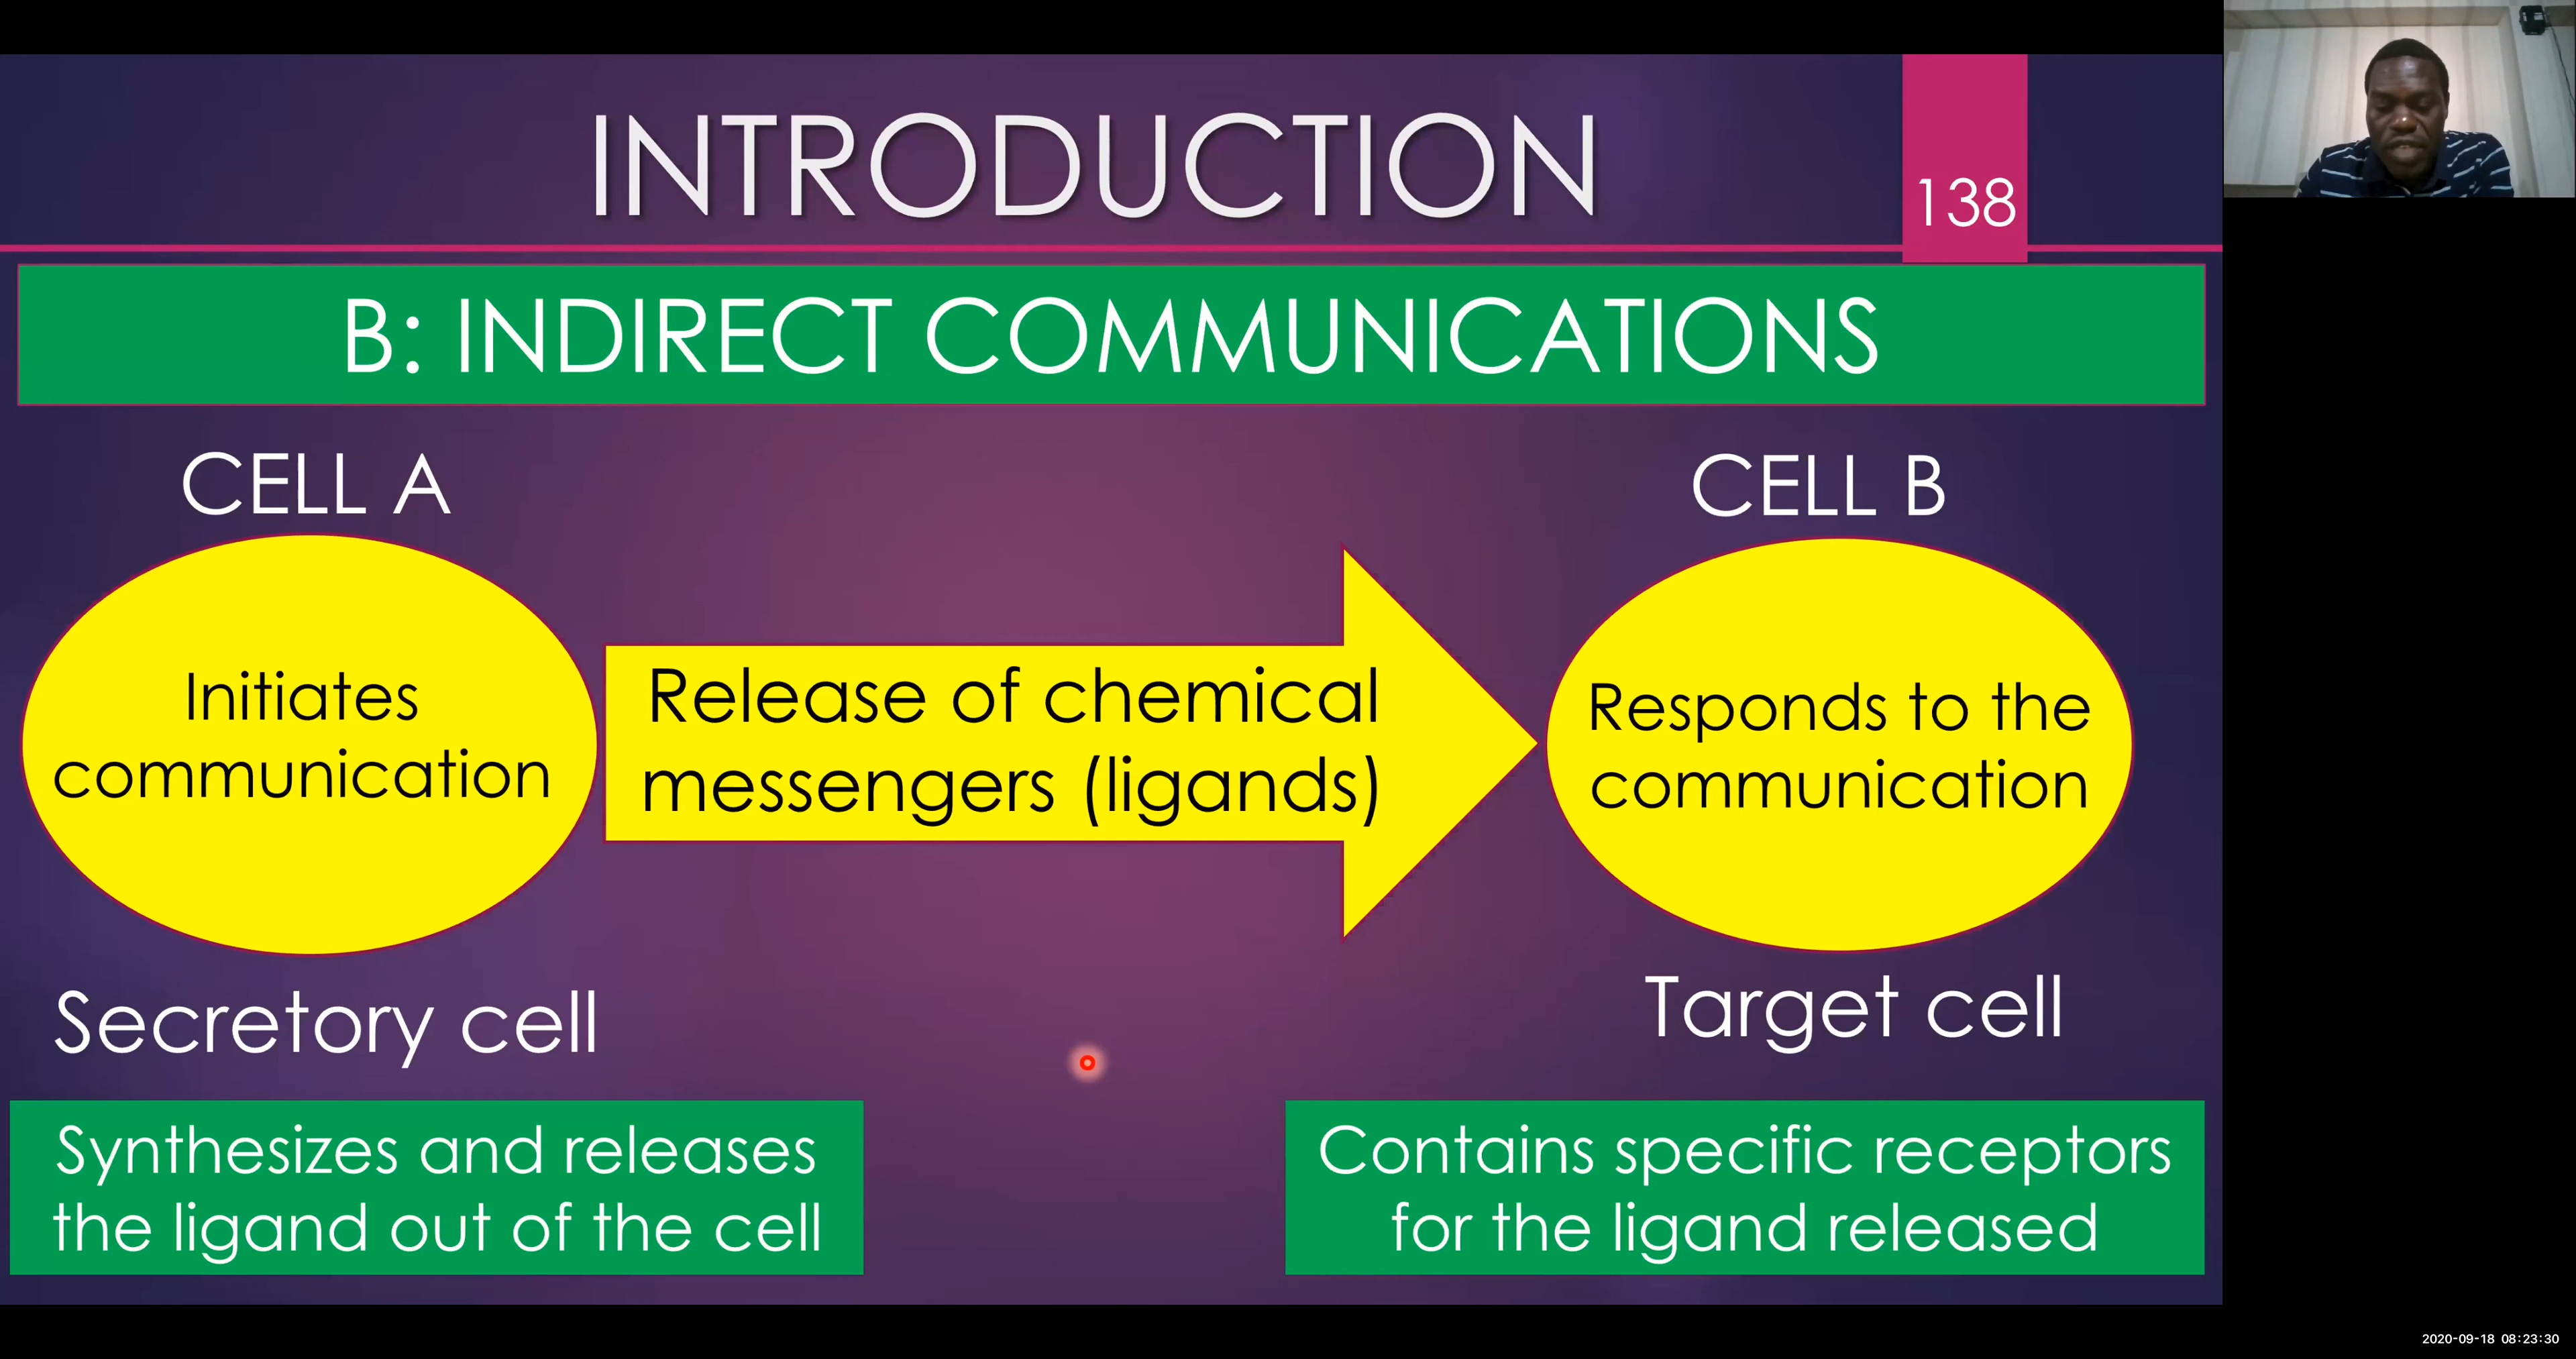 INTRODUCTION
138
B: INDIRECT COMMUNICATIONS
CELL A
CELL B
Initiates
communication
Release of chemical
messengers (ligands)
Responds to the
communication
Secretory cell
Target cell
Synthesizes and releases
the ligand out of the cell
Contains specific receptors
for the ligand released
2020-09-18 08:23:30